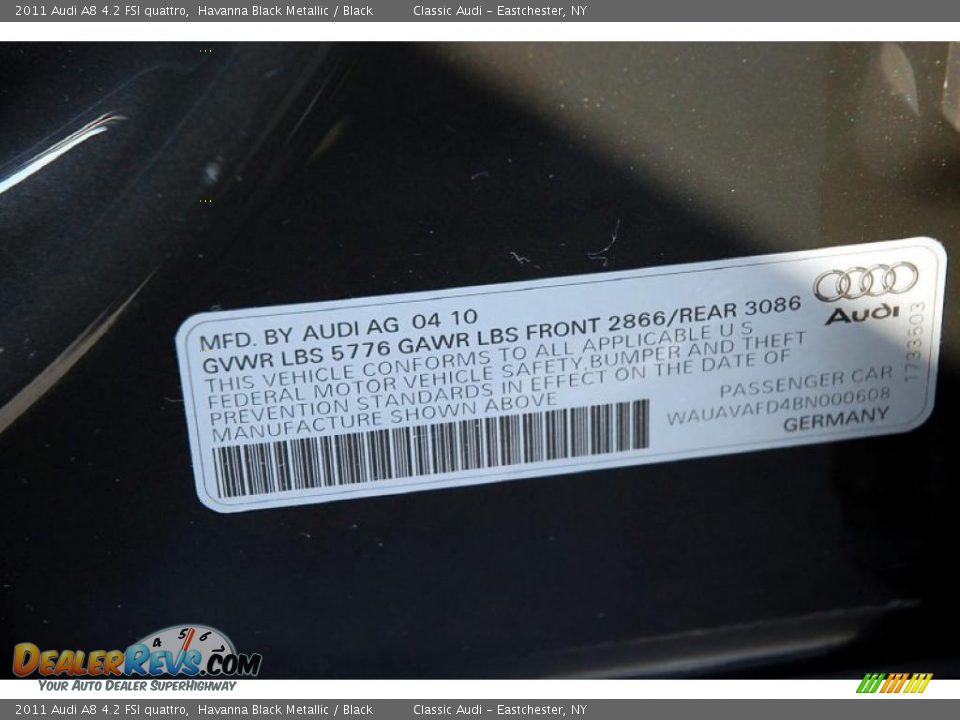 2011 Audi A8 4.2 FSI quattro,  Havanna Black Metallic / Black        Classic Audi – Eastchester, NY
MFD. BY AUDI AG 04 10
GVWR LBS 5776 GAWR LBS FRONT 2866/REAR 3086
THIS VEHICLE CONFORMS TO ALL APPLICABLE U S
FEDERAL MOTOR VEHICLE SAFETY,BUMPER AND THEFT
PREVENTION STANDARDS IN EFFECT ON THE DATE OF
MANUFACTURE SHOWN ABOVE
Audi
1733503
PASSENGER CAR
WAUAVAFD4BN000608
GERMANY
4 5 6
DEALERREVS.COM
YOUR AUTO DEALER SUPERHIGHWAY
2011 Audi A8 4.2 FSI quattro,  Havanna Black Metallic / Black        Classic Audi – Eastchester, NY